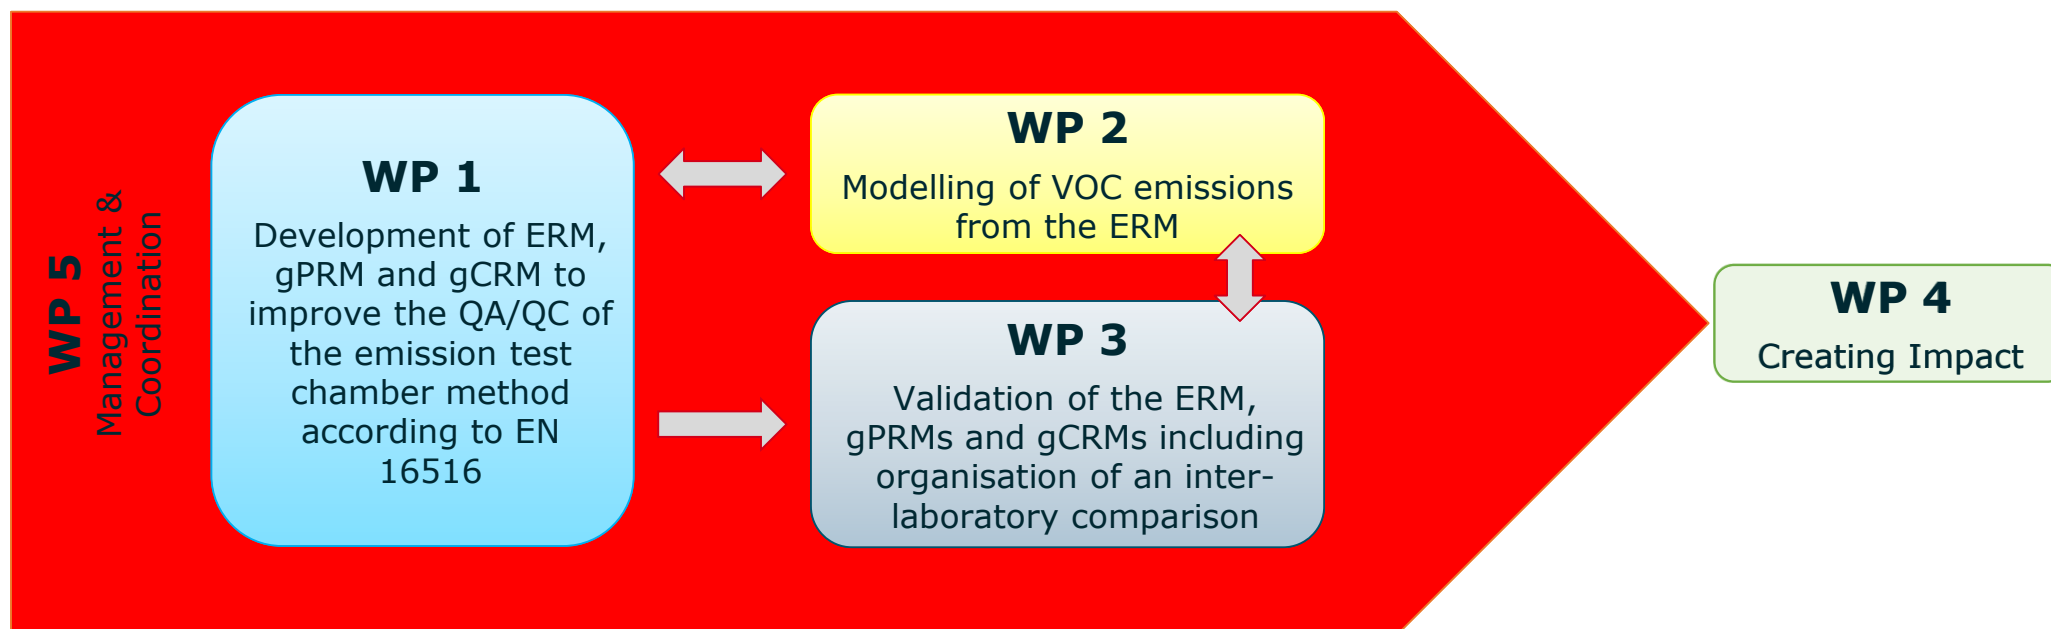 WP 5
Management &
Coordination
WP 1
Development of ERM,
gPRM and gCRM to
improve the QA/QC of
the emission test
chamber method
according to EN
16516
WP 2
Modelling of VOC emissions
from the ERM
WP 3
Validation of the ERM,
gPRMs and gCRMs including
organisation of an inter-
laboratory comparison
WP 4
Creating Impact